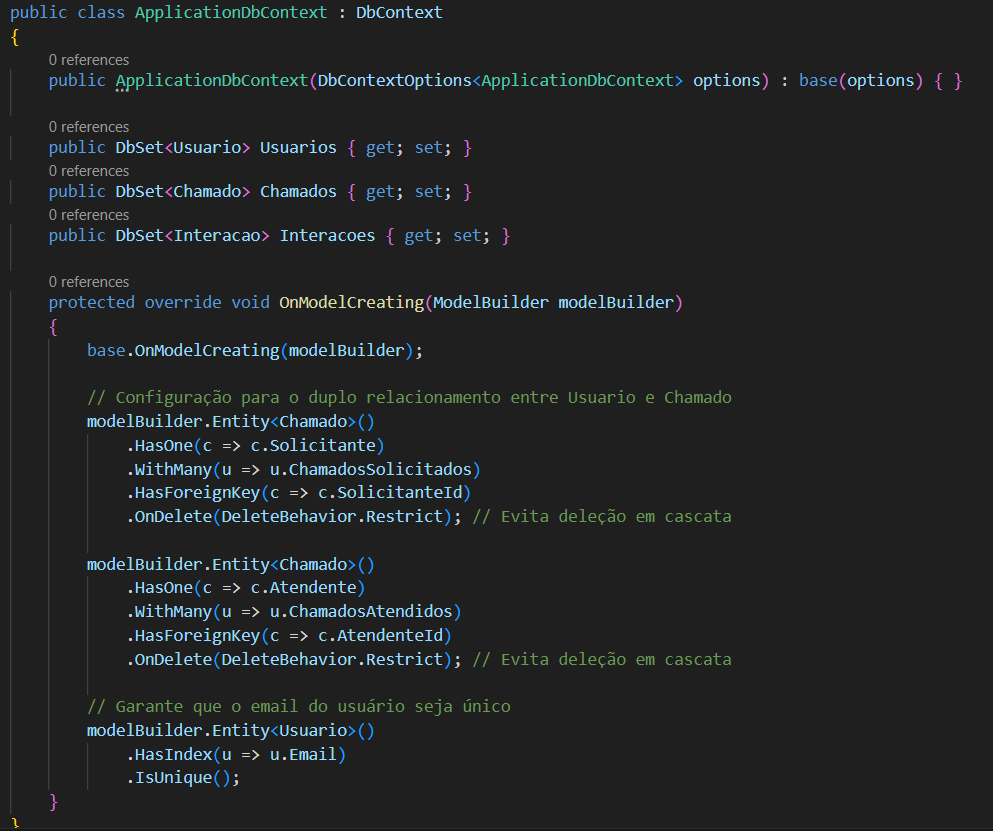 public class ApplicationDbContext : DbContext
{
0 references
public ApplicationDbContext(DbContextOptions<ApplicationDbContext> options) : base(options) { }
0 references
public DbSet<Usuario> Usuarios { get; set; }
0 references
public DbSet<Chamado> Chamados { get; set; }
0 references
public DbSet<Interacao> Interacoes { get; set; }
0 references
protected override void OnModelCreating(ModelBuilder modelBuilder)
{
base.OnModelCreating(modelBuilder);
// Configuração para o duplo relacionamento entre Usuario e Chamado
modelBuilder.Entity<Chamado>()
.HasOne(c => c.Solicitante)
.WithMany(u => u.ChamadosSolicitados)
.HasForeignKey(c => c.SolicitanteId)
.OnDelete(DeleteBehavior.Restrict); // Evita deleção em cascata
modelBuilder.Entity<Chamado>()
.HasOne(c => c.Atendente)
.WithMany(u => u.ChamadosAtendidos)
.HasForeignKey(c => c.AtendenteId)
.OnDelete(DeleteBehavior.Restrict); // Evita deleção em cascata
// Garante que o email do usuário seja único
modelBuilder.Entity<Usuario>()
.HasIndex(u => u.Email)
.IsUnique();
}
}